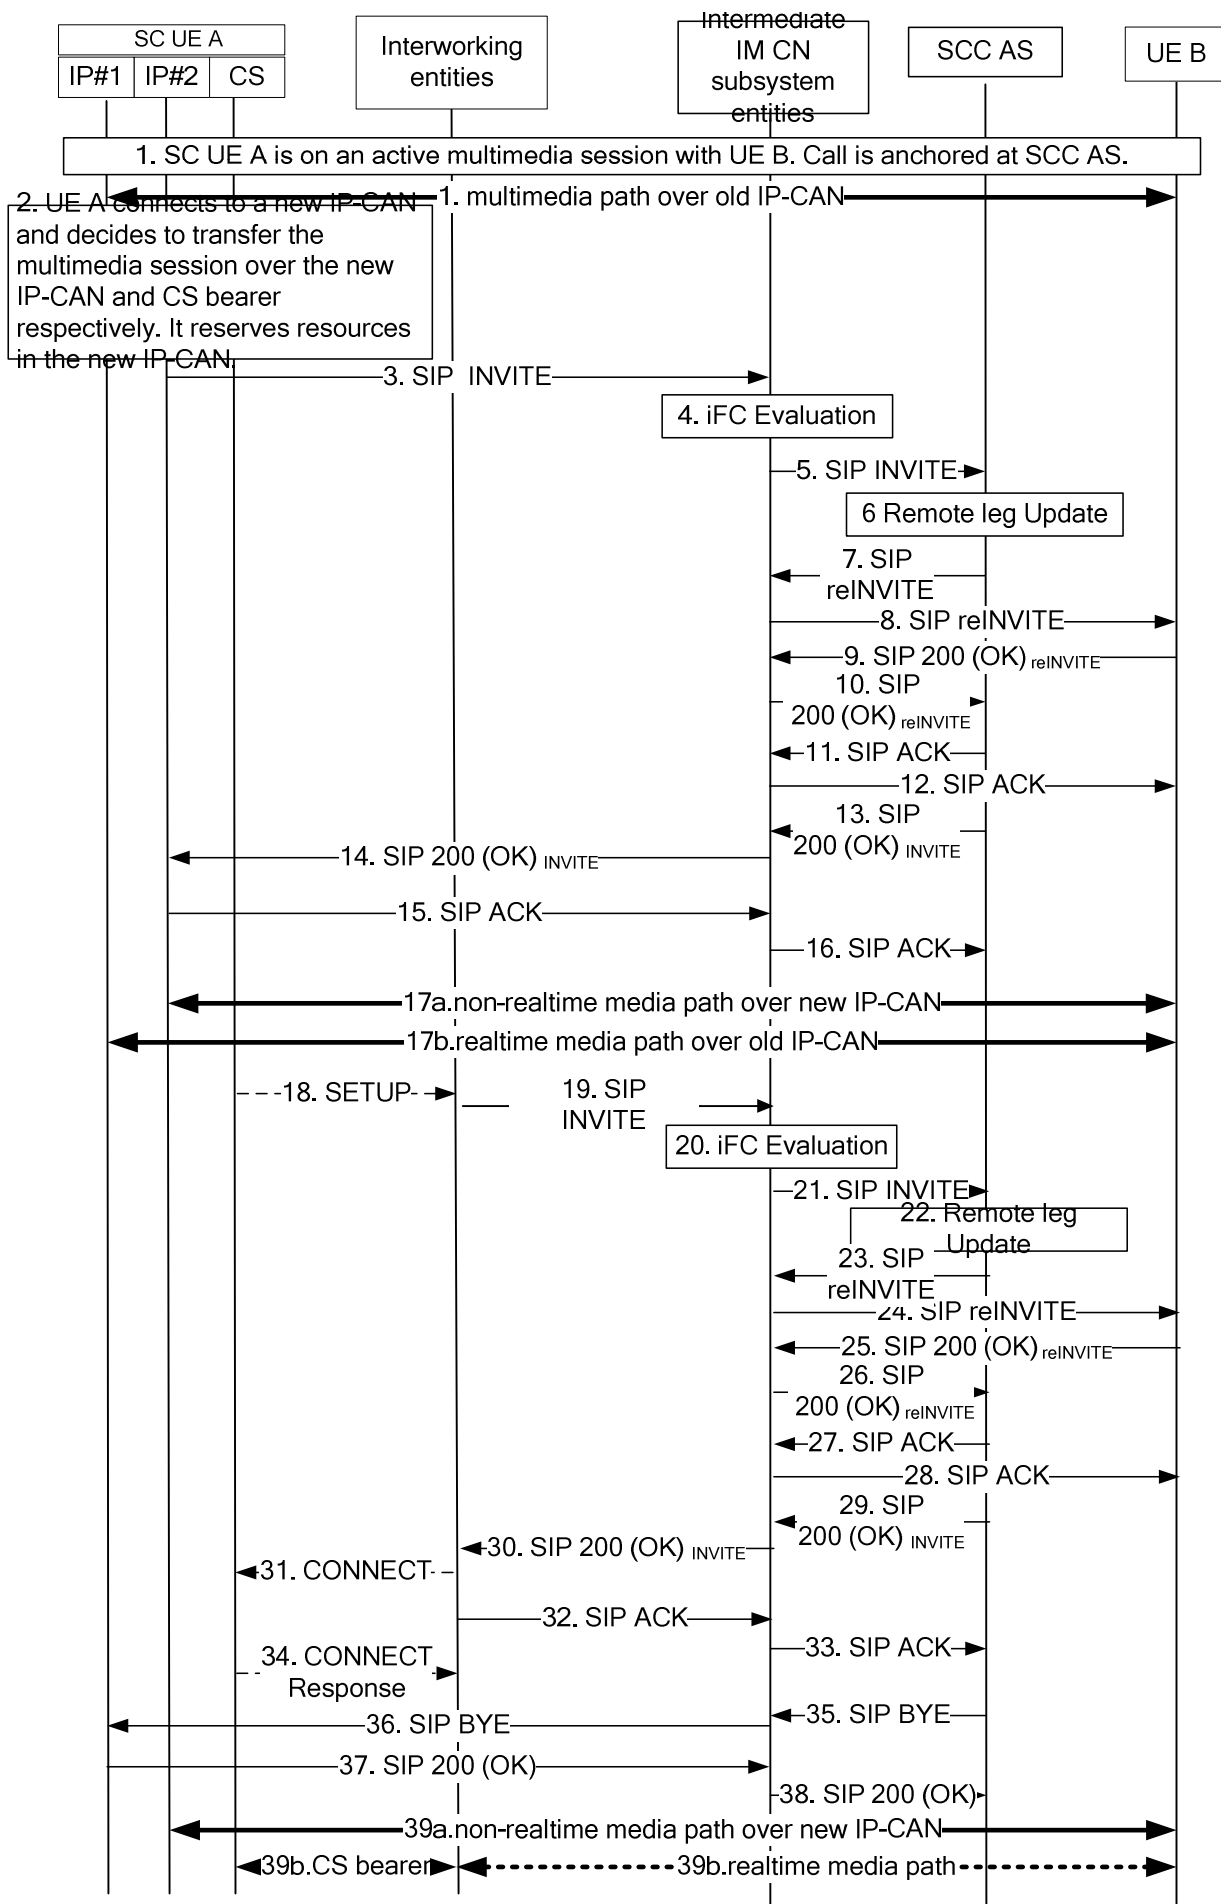 SC UE A
IP#1
IP#2
CS
Interworking
entities
Intermediate
IM CN
subsystem
entities
SCC AS
UE B
1. SC UE A is on an active multimedia session with UE B. Call is anchored at SCC AS.
1. multimedia path over old IP-CAN
2. UE A connects to a new IP-CAN
and decides to transfer the
multimedia session over the new
IP-CAN and CS bearer
respectively. It reserves resources
in the new IP-CAN.
3. SIP INVITE
4. iFC Evaluation
5. SIP INVITE
6 Remote leg Update
7. SIP
reINVITE
8. SIP reINVITE
9. SIP 200 (OK) reINVITE
10. SIP
200 (OK) reINVITE
11. SIP ACK
12. SIP ACK
13. SIP
200 (OK) INVITE
14. SIP 200 (OK) INVITE
15. SIP ACK
16. SIP ACK
17a.non-realtime media path over new IP-CAN
17b.realtime media path over old IP-CAN
18. SETUP
19. SIP
INVITE
20. iFC Evaluation
21. SIP INVITE
22. Remote leg
Update
23. SIP
reINVITE
24. SIP reINVITE
25. SIP 200 (OK) reINVITE
26. SIP
200 (OK) reINVITE
27. SIP ACK
28. SIP ACK
29. SIP
200 (OK) INVITE
30. SIP 200 (OK) INVITE
31. CONNECT
32. SIP ACK
33. SIP ACK
34. CONNECT
Response
35. SIP BYE
36. SIP BYE
37. SIP 200 (OK)
38. SIP 200 (OK)
39a.non-realtime media path over new IP-CAN
39b.CS bearer
39b.realtime media path